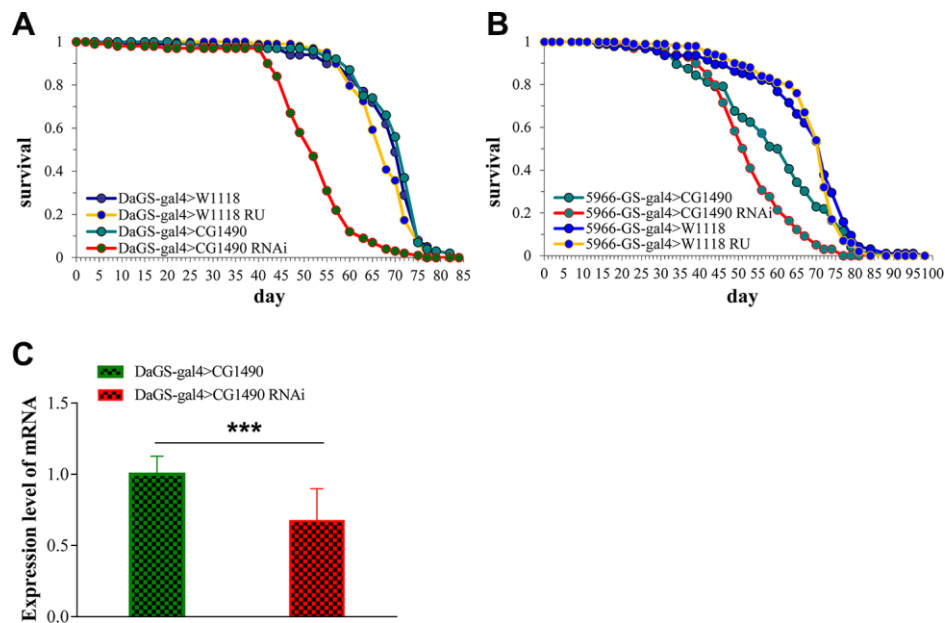 A
1
0.8
0.6
0.4
0.2
0
survival
DaGS-gal4>W1118
DaGS-gal4>W1118 RU
DaGS-gal4>CG1490
DaGS-gal4>CG1490 RNAi
0 5 10 15 20 25 30 35 40 45 50 55 60 65 70 75 80 85
day
B
1
0.8
0.6
0.4
0.2
0
survival
5966-GS-gal4>CG1490
5966-GS-gal4>CG1490 RNAi
5966-GS-gal4>W1118
5966-GS-gal4>W1118 RU
0 5 10 15 20 25 30 35 40 45 50 55 60 65 70 75 80 85 90 95 100
day
C
DaGS-gal4>CG1490
DaGS-gal4>CG1490 RNAi
1.5
1.0
0.5
0.0
Expression level of mRNA
***